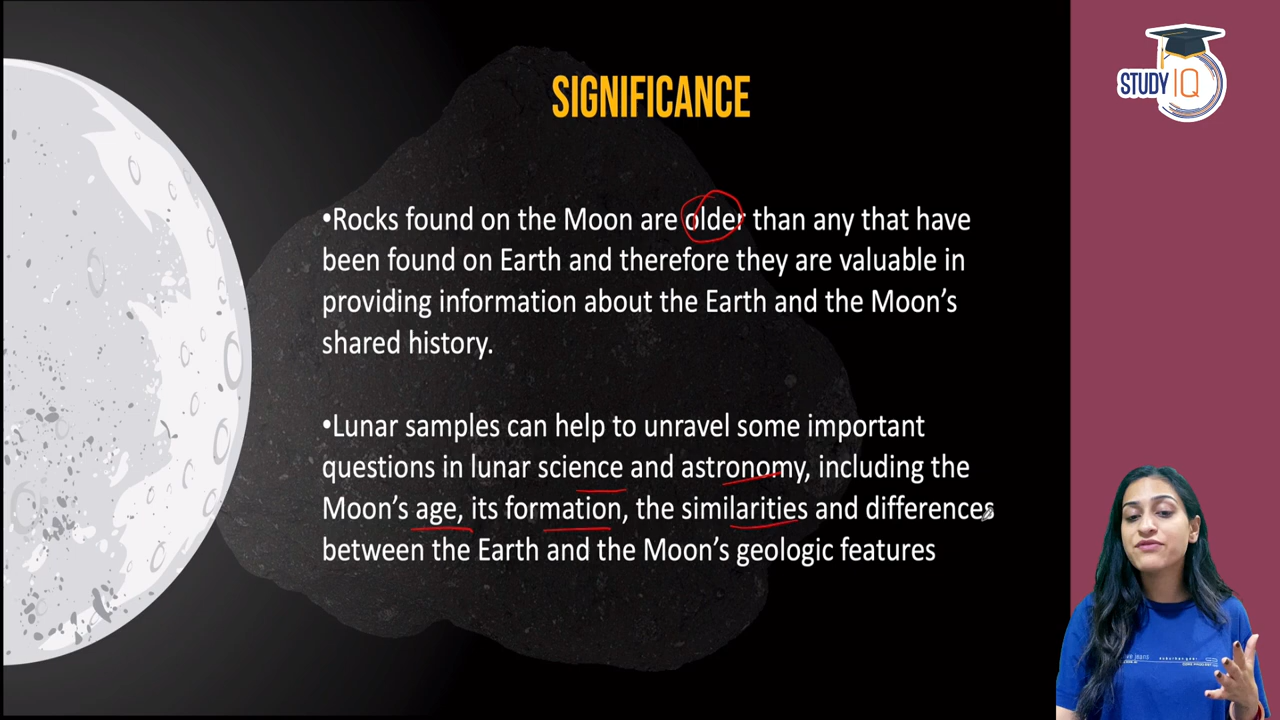 STUDY IQ
SIGNIFICANCE
•Rocks found on the Moon are older than any that have
been found on Earth and therefore they are valuable in
providing information about the Earth and the Moon’s
shared history.
•Lunar samples can help to unravel some important
questions in lunar science and astronomy, including the
Moon’s age, its formation, the similarities and differences
between the Earth and the Moon’s geologic features